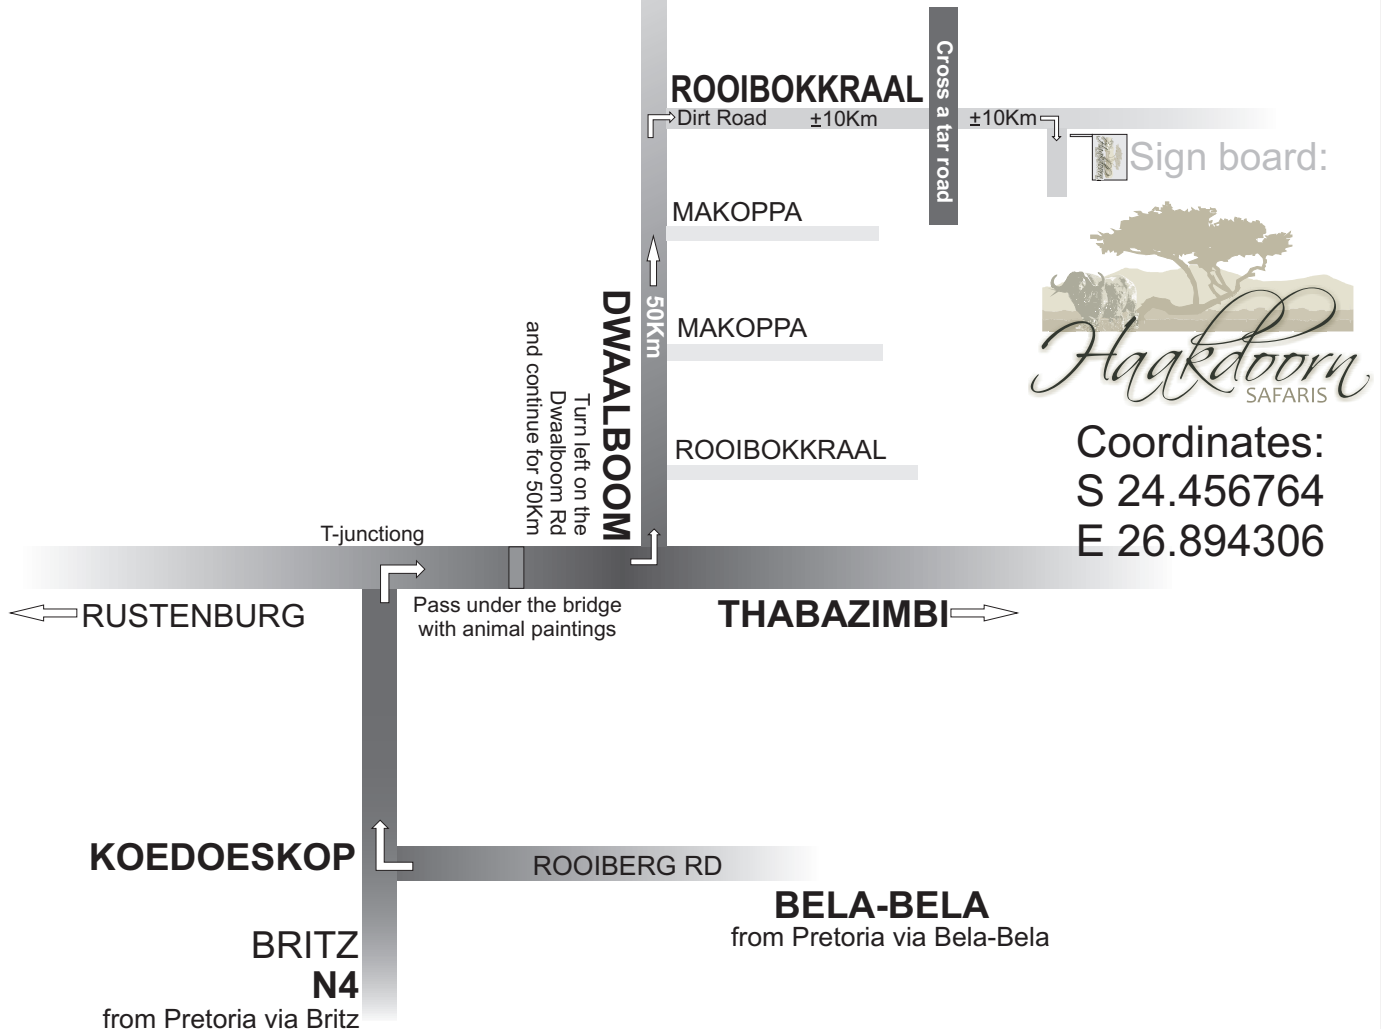 ROOIBOKKRAAL
Dirt Road ±10Km
Cross a tar road
±10Km
Sign board:
MAKOPPA
MAKOPPA
ROOIBOKKRAAL
50Km
DWAALBOOM
Turn left on the
Dwaalboom Rd
and continue for 50Km
Haakdoorn
SAFARIS
Coordinates:
S 24.456764
E 26.894306
T-junctiong
RUSTENBURG
Pass under the bridge
with animal paintings
THABAZIMBI
KOEDOESKOP
ROOIBERG RD
BELA-BELA
from Pretoria via Bela-Bela
BRITZ
N4
from Pretoria via Britz